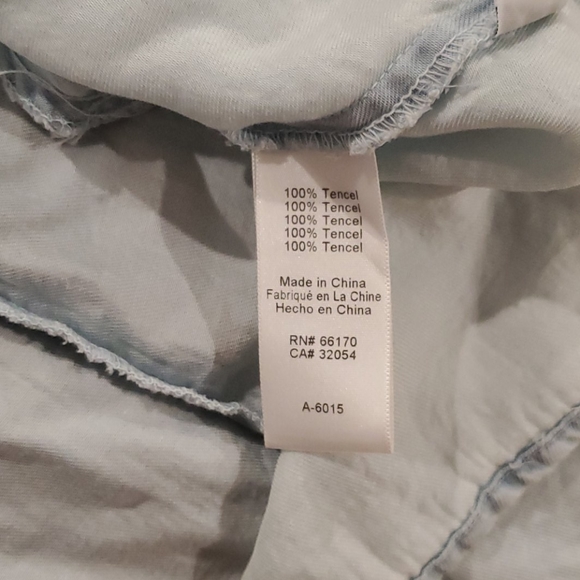 100% Tencel
100% Tencel
100% Tencel
100% Tencel
100% Tencel
Made in China
Fabriqué en La Chine
Hecho en China
RN# 66170
CA# 32054
A-6015